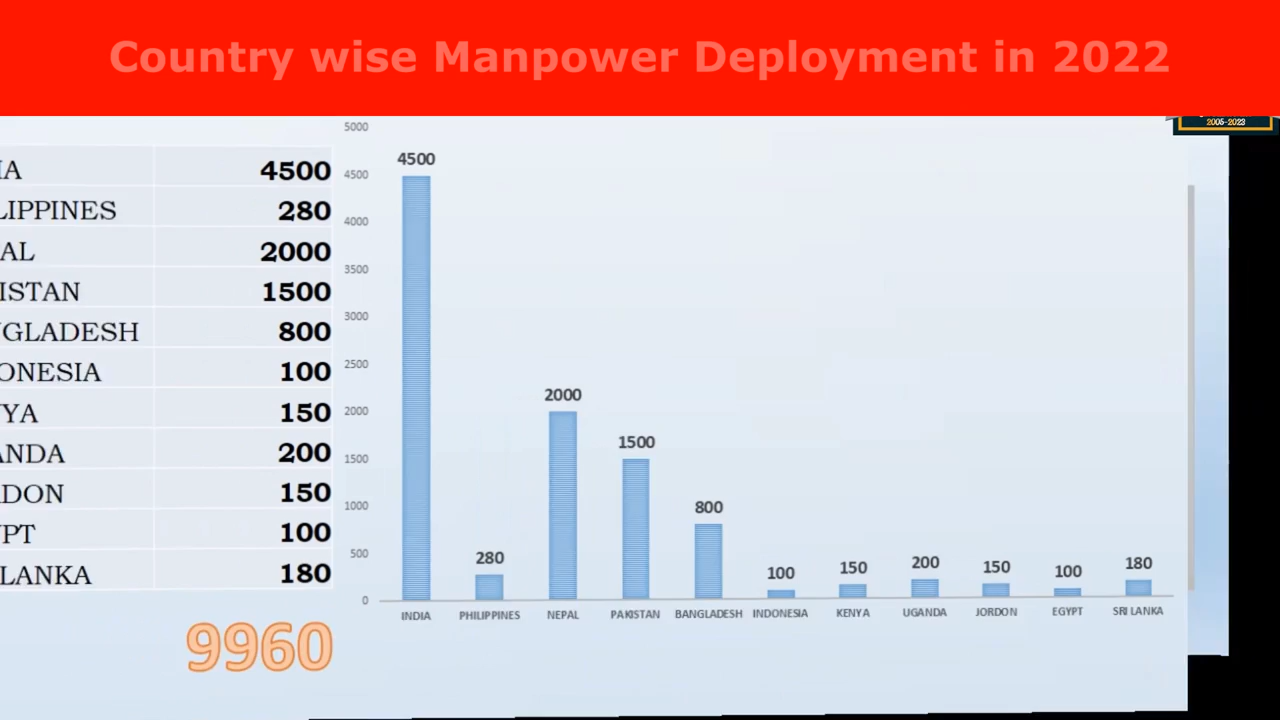 Country wise Manpower Deployment in 2022
2005-2023
IA 4500
LIPPINES 280
AL 2000
ISTAN 1500
GLADESH 800
ONESIA 100
YA 150
ANDA 200
DON 150
PT 100
LANKA 180
9960
5000
4500
4000
3500
3000
2500
2000
1500
1000
500
0
4500
280
2000
1500
800
100
150
200
150
100
180
INDIA PHILIPPINES NEPAL PAKISTAN BANGLADESH INDONESIA KENYA UGANDA JORDON EGYPT SRI LANKA